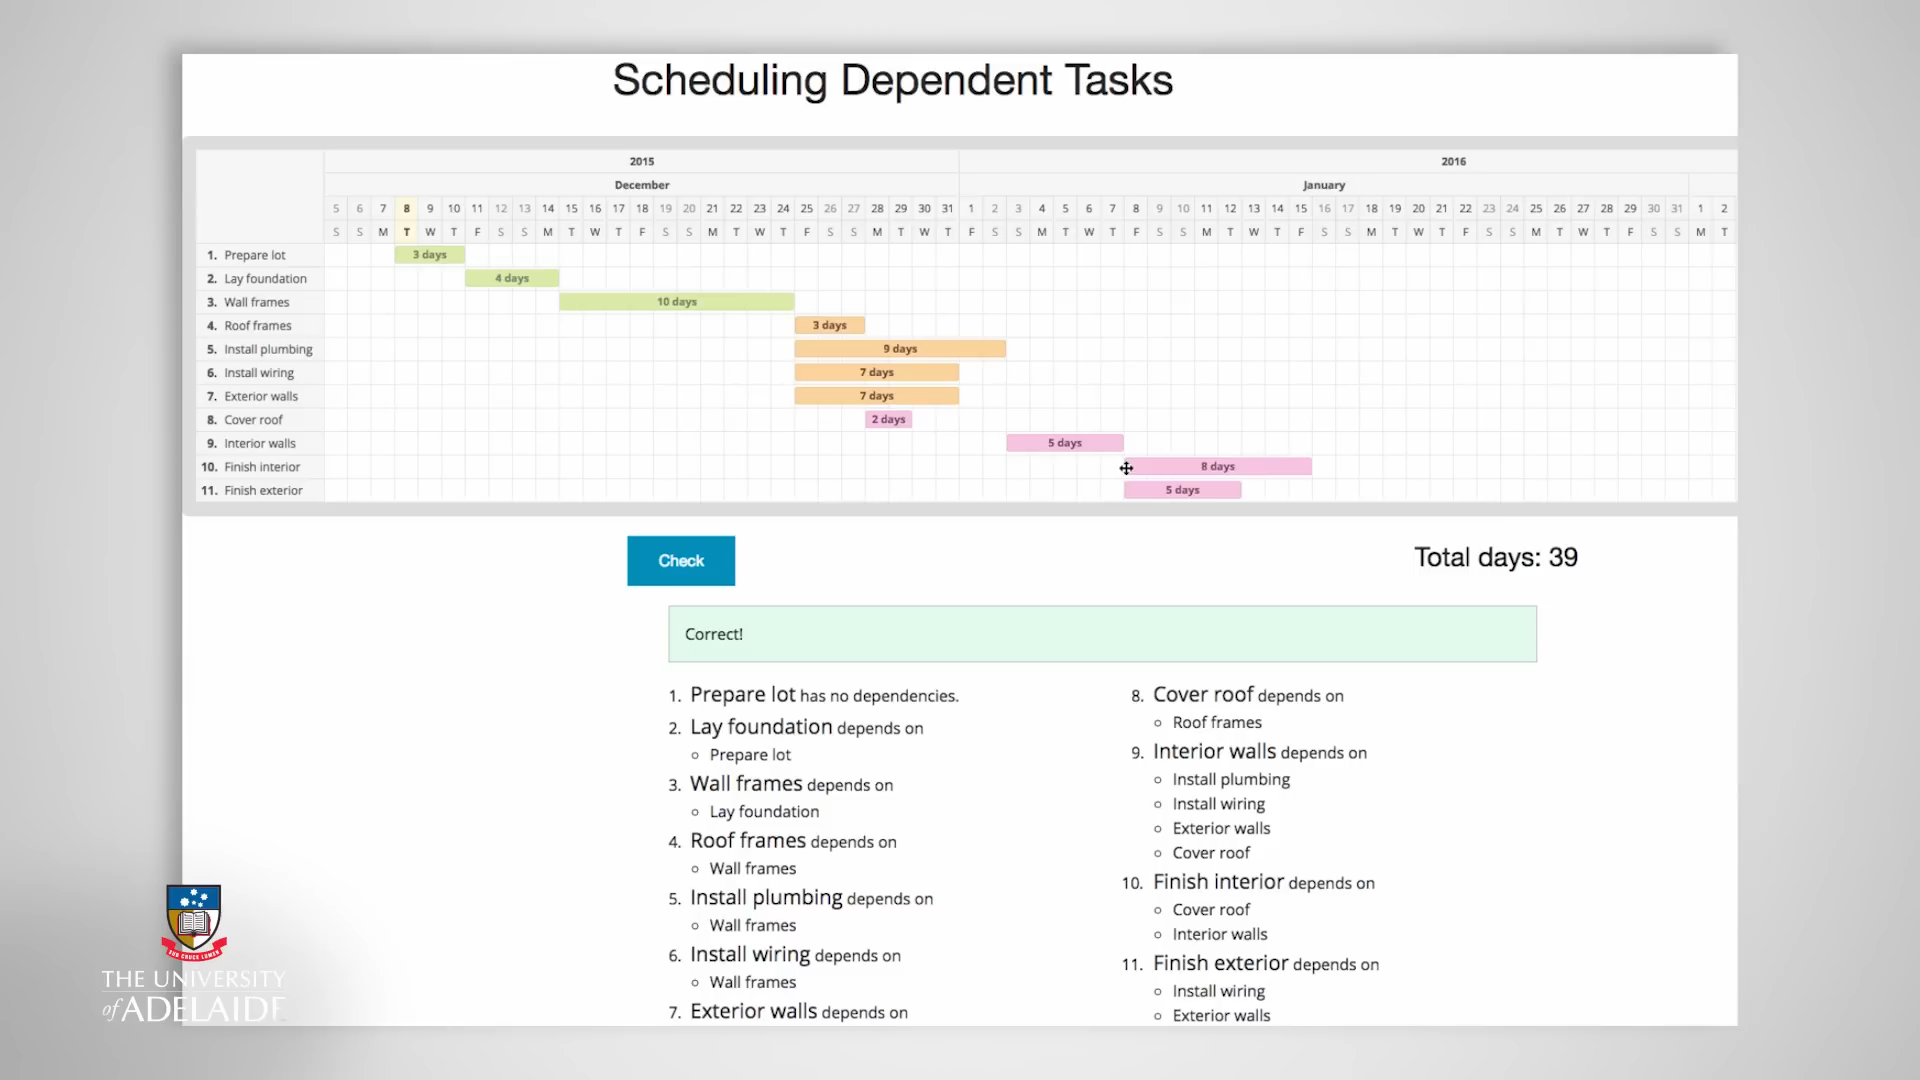 Scheduling Dependent Tasks
2015 2016
December January
5 6 7 8 9 10 11 12 13 14 15 16 17 18 19 20 21 22 23 24 25 26 27 28 29 30 31 1 2 3 4 5 6 7 8 9 10 11 12 13 14 15 16 17 18 19 20 21 22 23 24 25 26 27 28 29 30 31 1 2
S S M T W T F S S M T W T F S S M T W T F S S M T W T F S S M T W T F S S M T W T F S S M T W T F S S M T W T F S S M T
1. Prepare lot 3 days
2. Lay foundation 4 days
3. Wall frames 10 days
4. Roof frames 3 days
5. Install plumbing 9 days
6. Install wiring 7 days
7. Exterior walls 7 days
8. Cover roof 2 days
9. Interior walls 5 days
10. Finish interior 8 days
11. Finish exterior 5 days
Check
Total days: 39
Correct!
1. Prepare lot has no dependencies.
2. Lay foundation depends on
Prepare lot
3. Wall frames depends on
Lay foundation
4. Roof frames depends on
Wall frames
5. Install plumbing depends on
Wall frames
6. Install wiring depends on
Wall frames
7. Exterior walls depends on
8. Cover roof depends on
Roof frames
9. Interior walls depends on
Install plumbing
Install wiring
Exterior walls
Cover roof
10. Finish interior depends on
Cover roof
Interior walls
11. Finish exterior depends on
Install wiring
Exterior walls
SUB CRUCE LUMEN
THE UNIVERSITY
of ADELAIDE